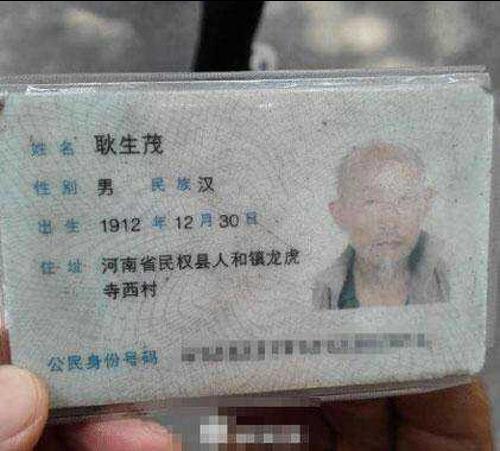 姓名 耿生茂
性别 男 民族 汉
出生 1912 年 12 月 30 日
住址 河南省民权县人和镇龙虎
寺西村
公民身份号码